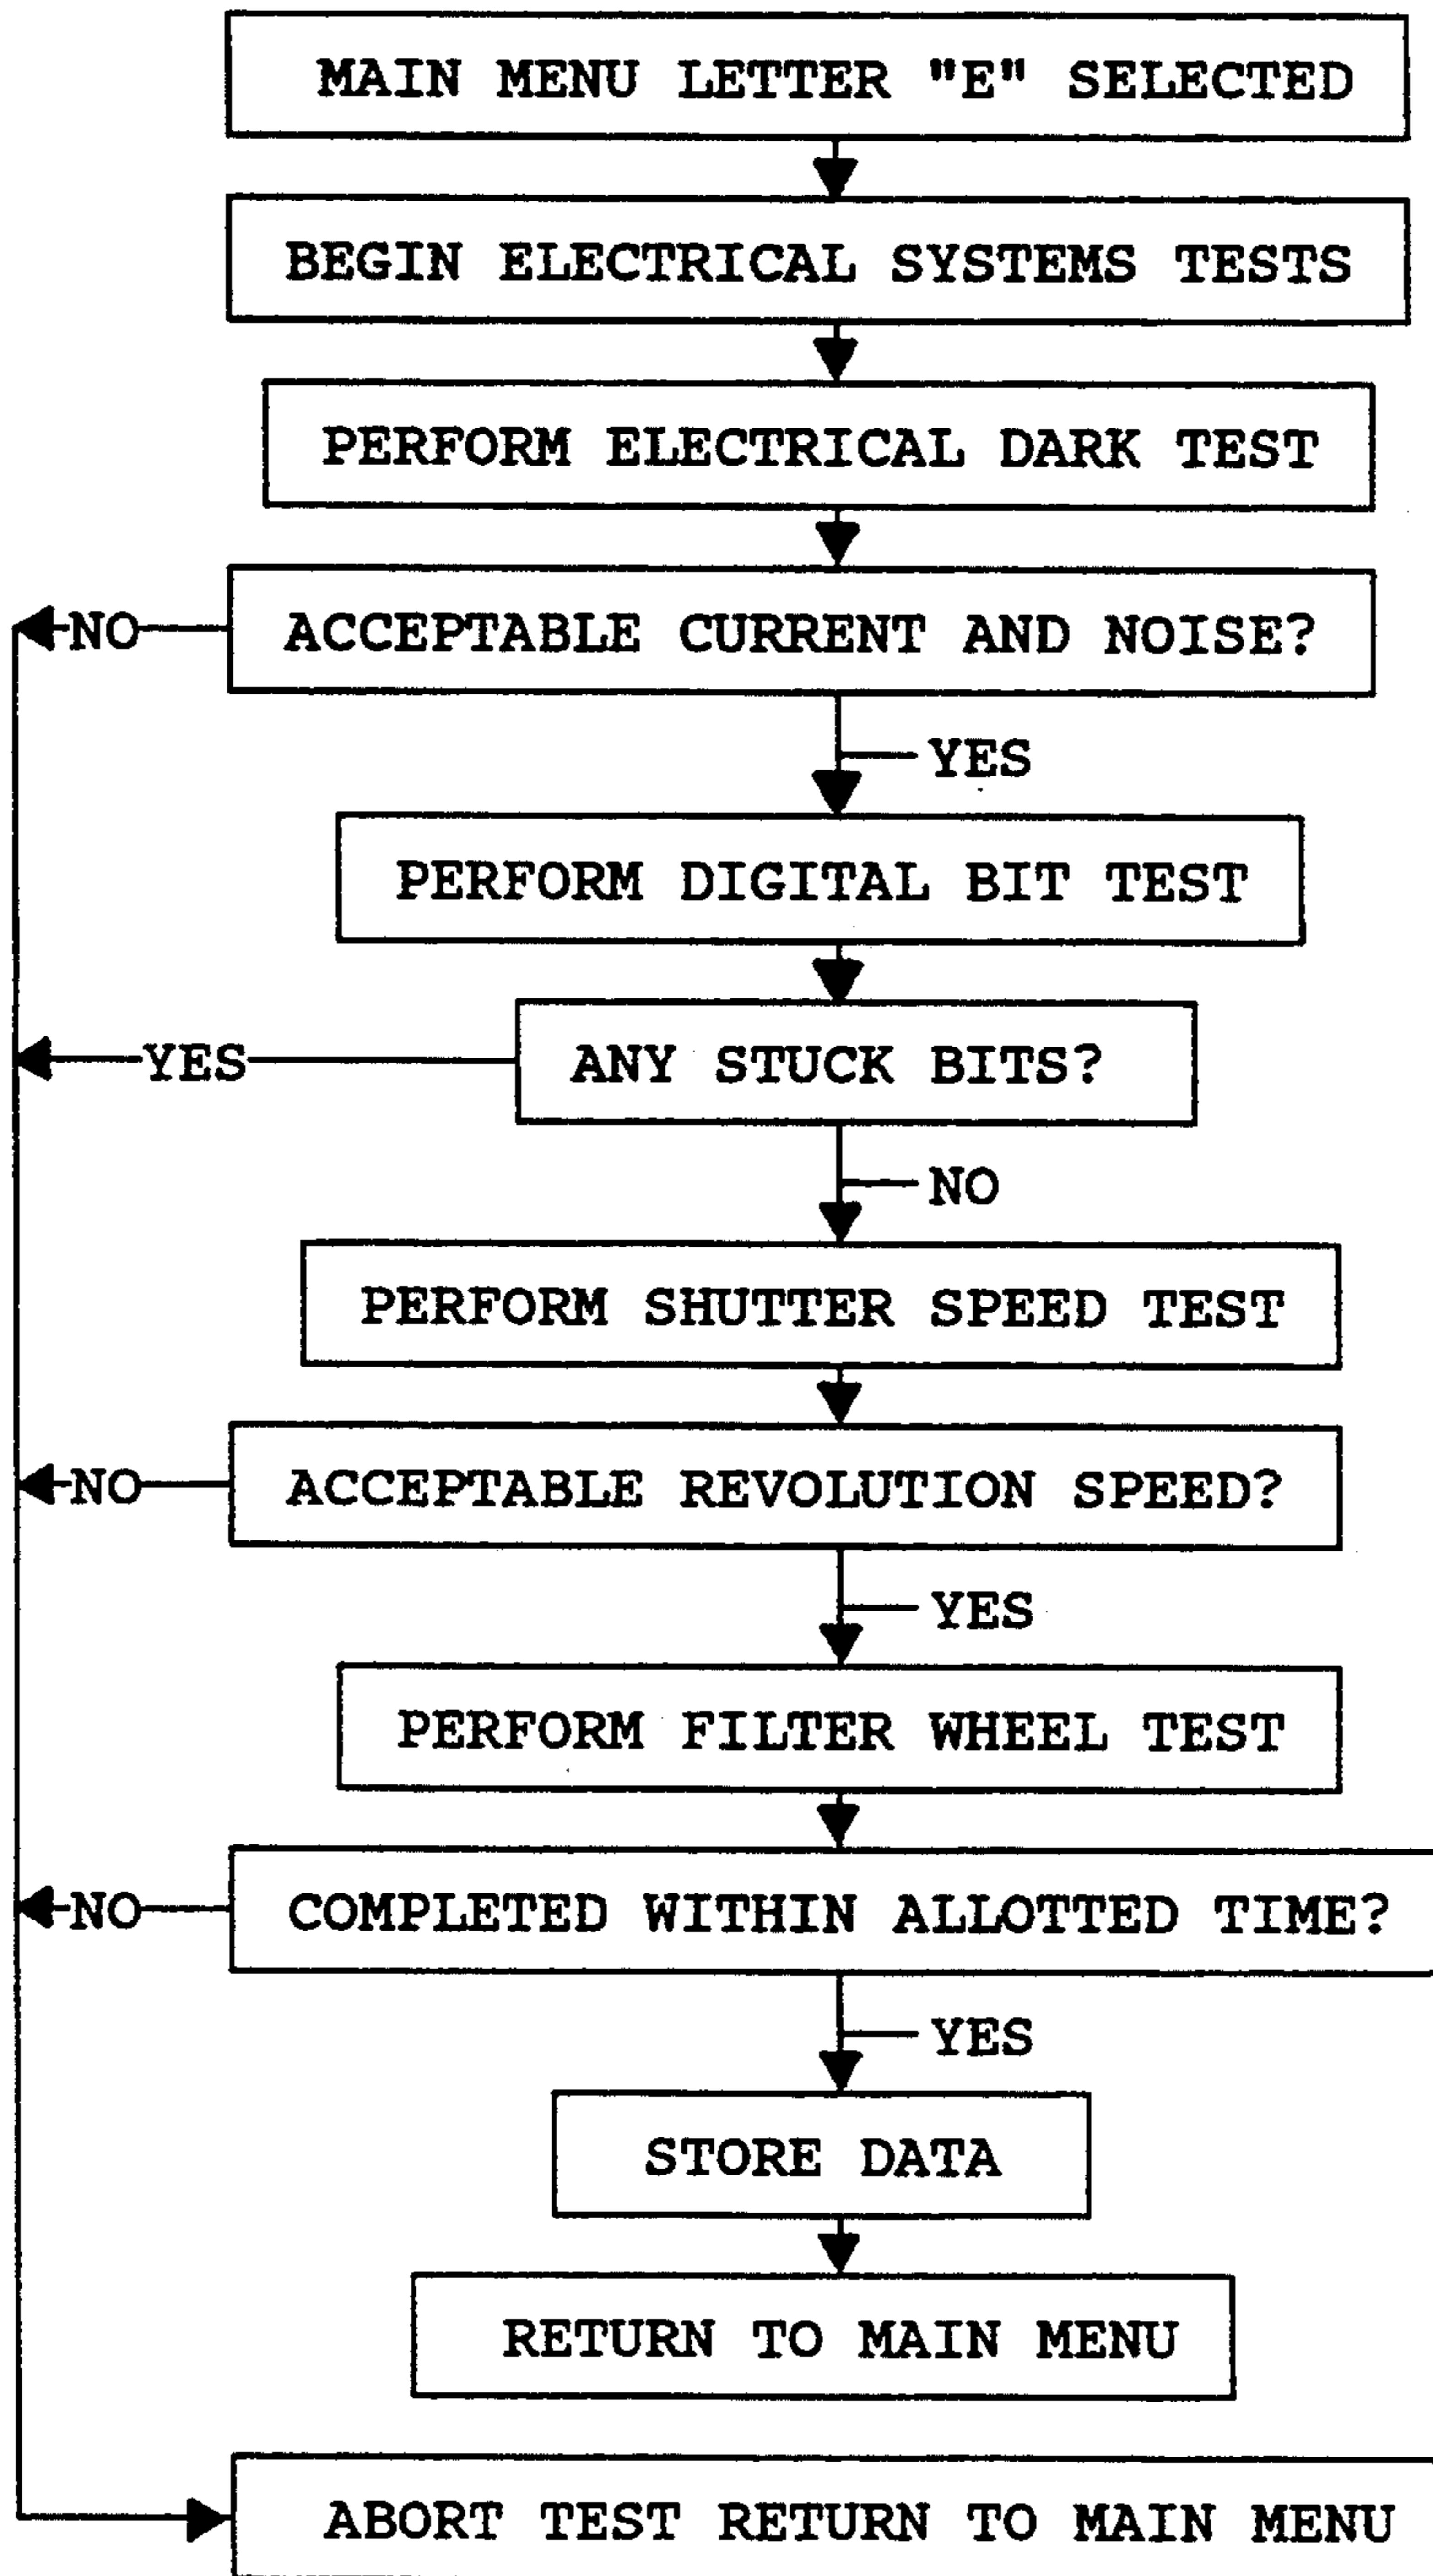 MAIN MENU LETTER "E" SELECTED
BEGIN ELECTRICAL SYSTEMS TESTS
PERFORM ELECTRICAL DARK TEST
NO
ACCEPTABLE CURRENT AND NOISE?
YES
PERFORM DIGITAL BIT TEST
YES
ANY STUCK BITS?
NO
PERFORM SHUTTER SPEED TEST
NO
ACCEPTABLE REVOLUTION SPEED?
YES
PERFORM FILTER WHEEL TEST
NO
COMPLETED WITHIN ALLOTTED TIME?
YES
STORE DATA
RETURN TO MAIN MENU
ABORT TEST RETURN TO MAIN MENU